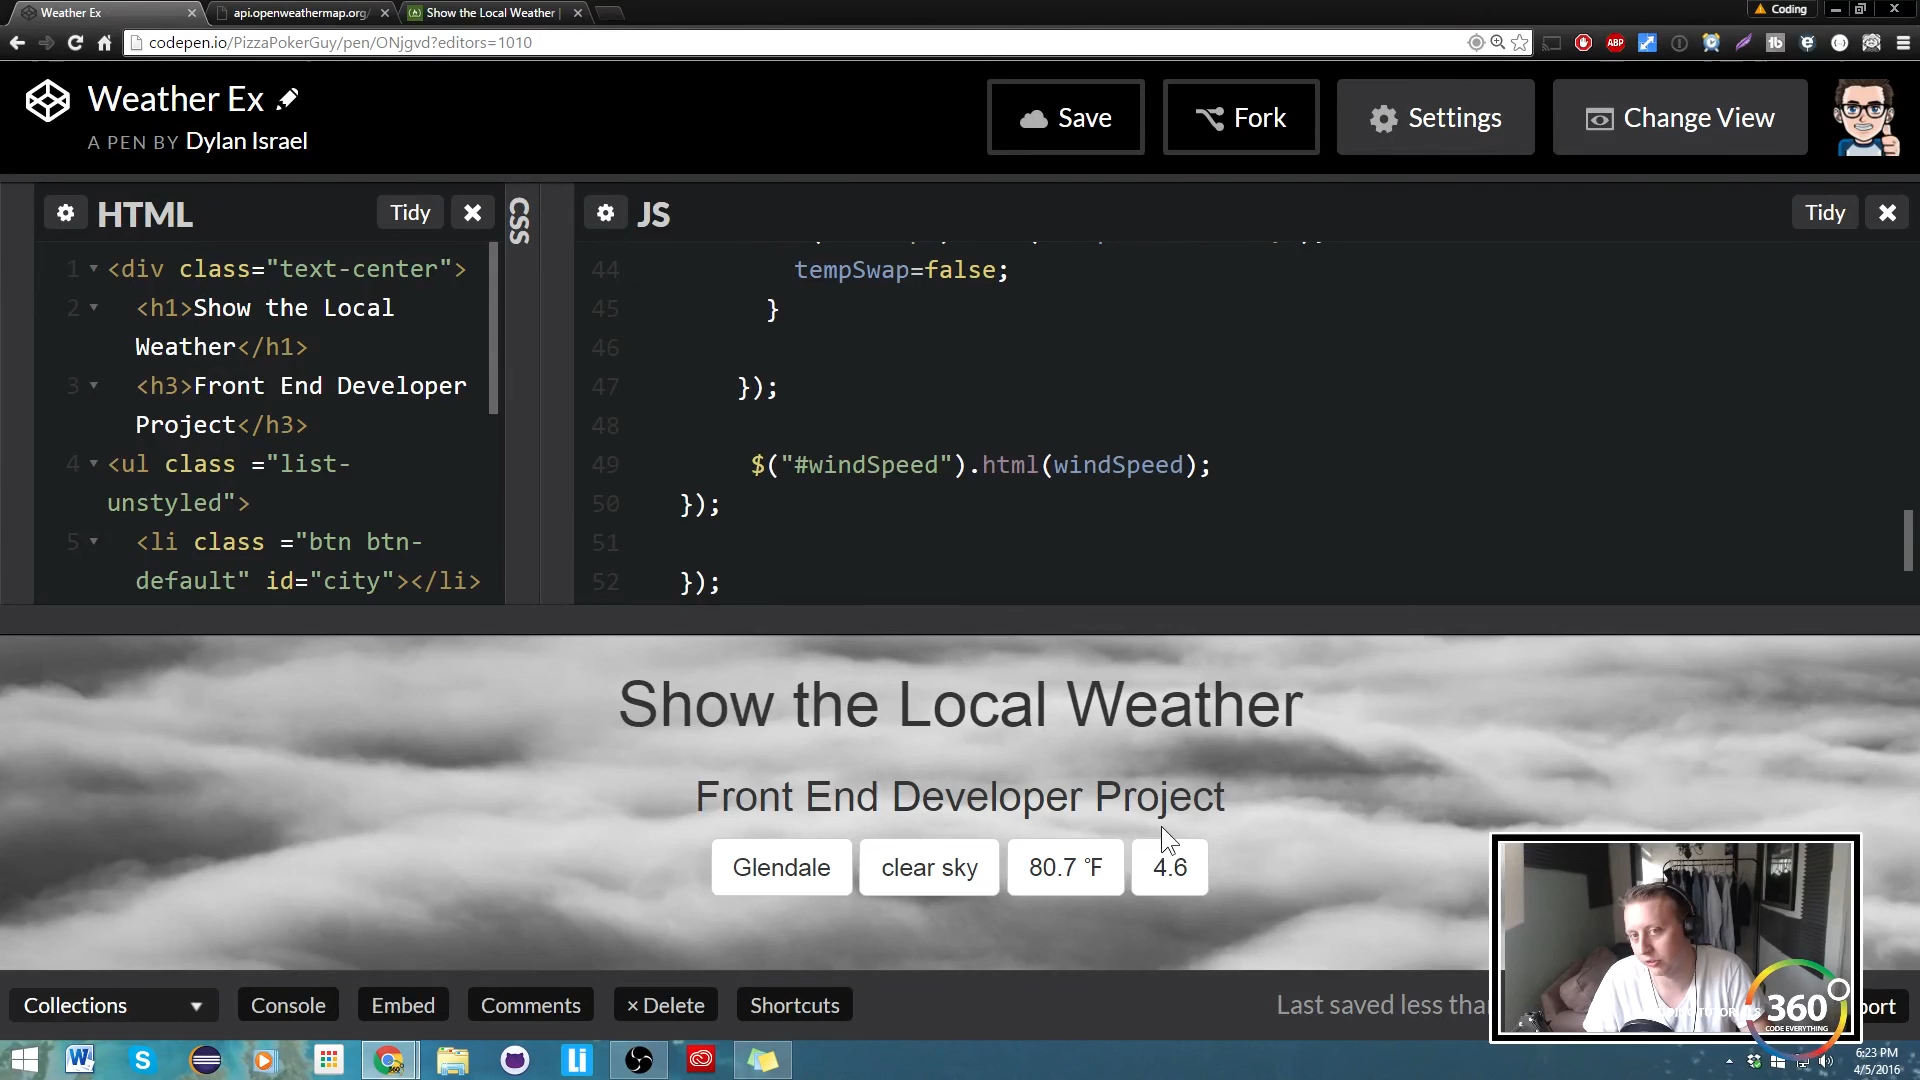 Weather Ex
api.openweathermap.org/
Show the Local Weather |
Coding
codepen.io/PizzaPokerGuy/pen/ONjgvd?editors=1010
ABP
Weather Ex
A PEN BY Dylan Israel
Save
Fork
Settings
Change View
HTML
Tidy
CSS
JS
Tidy
1 <div class="text-center">
2 <h1>Show the Local
Weather</h1>
3 <h3>Front End Developer
Project</h3>
4 <ul class ="list-
unstyled">
5 <li class ="btn btn-
default" id="city"></li>
44 tempSwap=false;
45 }
46
47 });
48
49 $("#windSpeed").html(windSpeed);
50 });
51
52 });
Show the Local Weather
Front End Developer Project
Glendale
clear sky
80.7 ℉
4.6
Collections
Console
Embed
Comments
× Delete
Shortcuts
Last saved less tha
port
360
CODE EVERYTHING
6:23 PM
4/5/2016